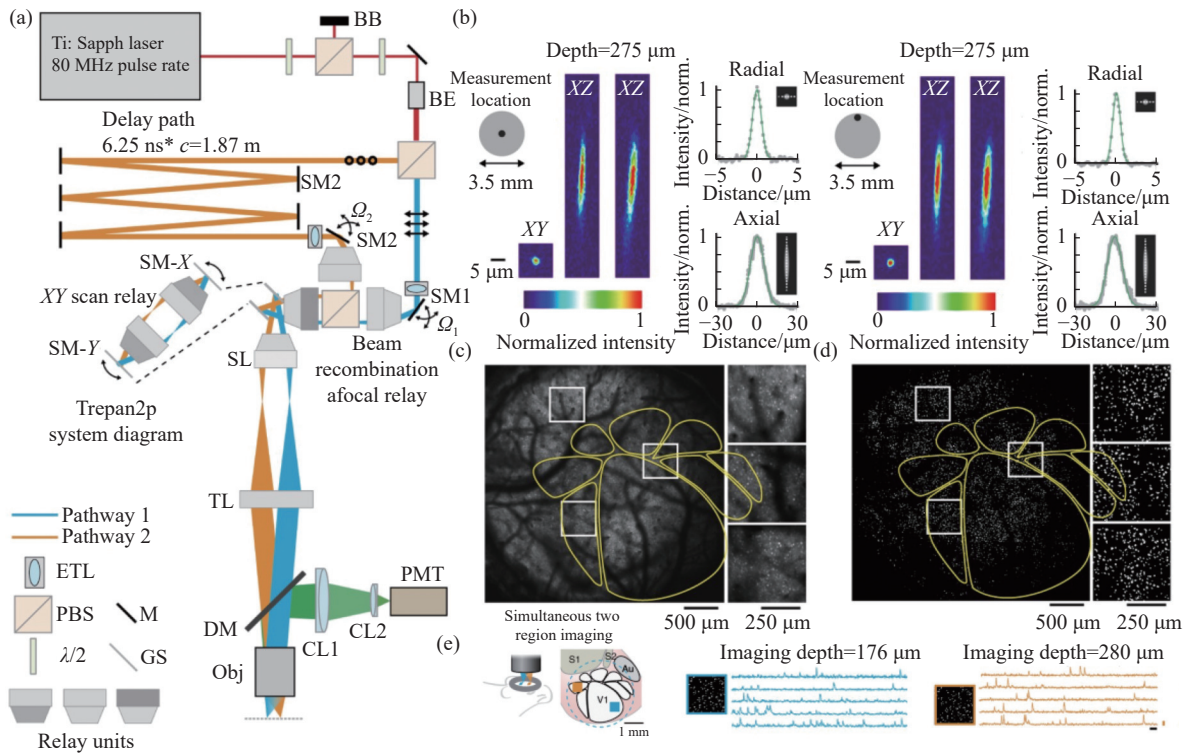 (a)
BB
Ti: Sapph laser
80 MHz pulse rate
BE
Delay path
6.25 ns* c=1.87 m
SM2
Ω2
SM2
SM-X
XY scan relay
SM1
Ω1
SM-Y
SL
Beam
recombination
afocal relay
Trepan2p
system diagram
TL
Pathway 1
Pathway 2
ETL
PMT
PBS
M
DM
CL1
CL2
λ/2
GS
Obj
Relay units
(b)
Depth=275 μm
Measurement
location
XZ
XZ
3.5 mm
XY
5 μm
0
1
Normalized intensity
Radial
Intensity/norm.
1
0
−5
0
5
Distance/μm
Axial
Intensity/norm.
1
0
−30
0
30
Distance/μm
Depth=275 μm
Measurement
location
XZ
XZ
3.5 mm
XY
5 μm
0
1
Normalized intensity
Radial
Intensity/norm.
1
0
−5
0
5
Distance/μm
Axial
Intensity/norm.
1
0
−30
0
30
Distance/μm
(c)
500 μm
250 μm
(d)
500 μm
250 μm
(e)
Simultaneous two
region imaging
S1
S2
Au
V1
1 mm
Imaging depth=176 μm
Imaging depth=280 μm